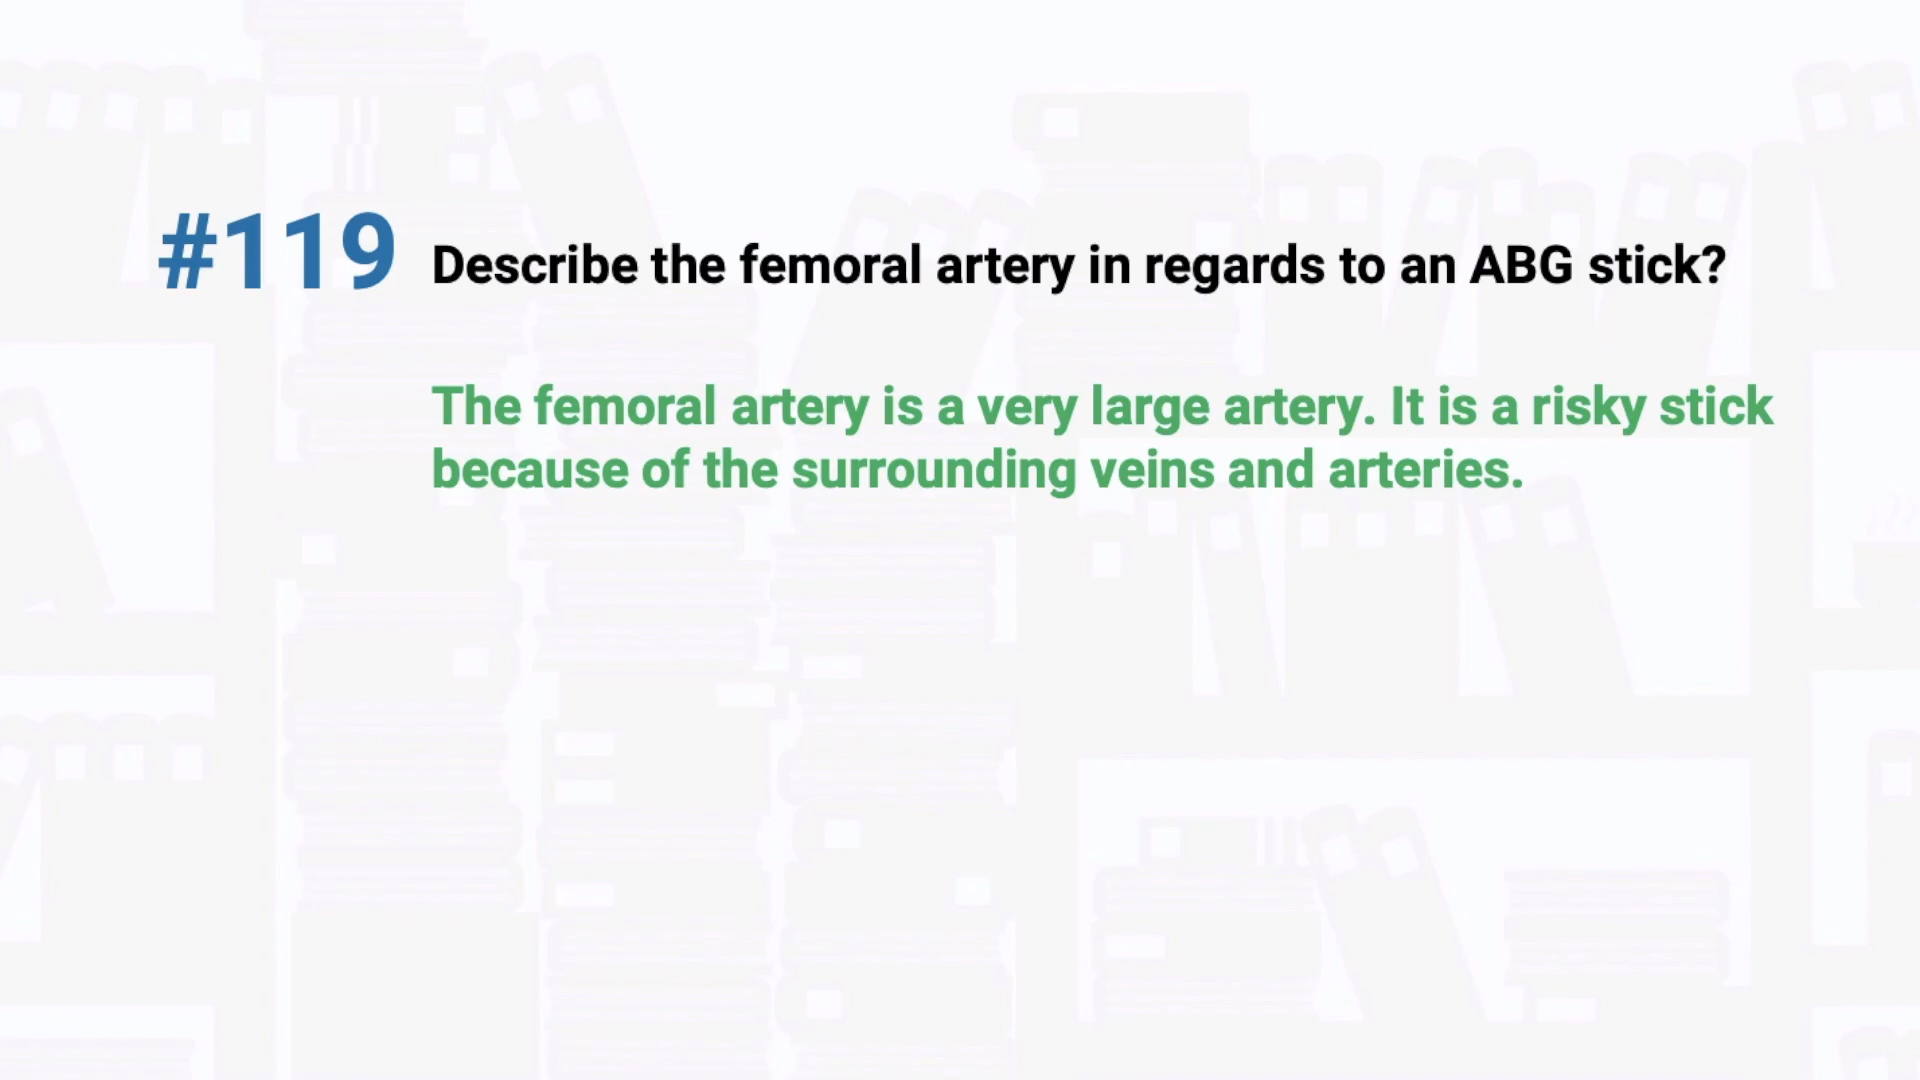 #119 Describe the femoral artery in regards to an ABG stick?
The femoral artery is a very large artery. It is a risky stick
because of the surrounding veins and arteries.